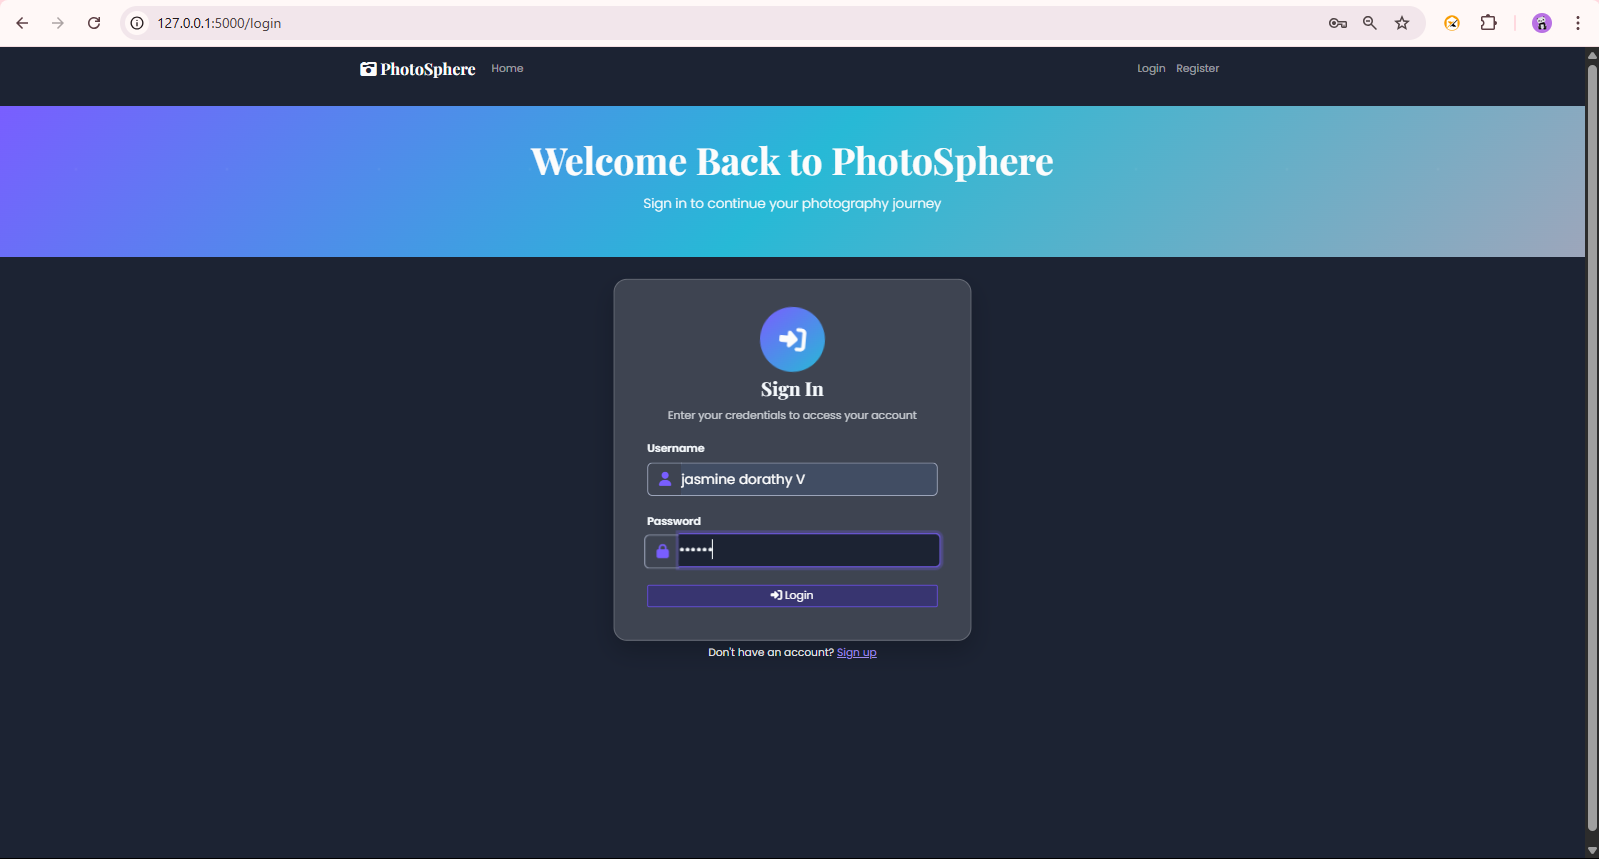 127.0.0.1:5000/login
PhotoSphere Home Login Register
Welcome Back to PhotoSphere
Sign in to continue your photography journey
Sign In
Enter your credentials to access your account
Username
jasmine dorathy V
Password
••••••
Login
Don't have an account? Sign up